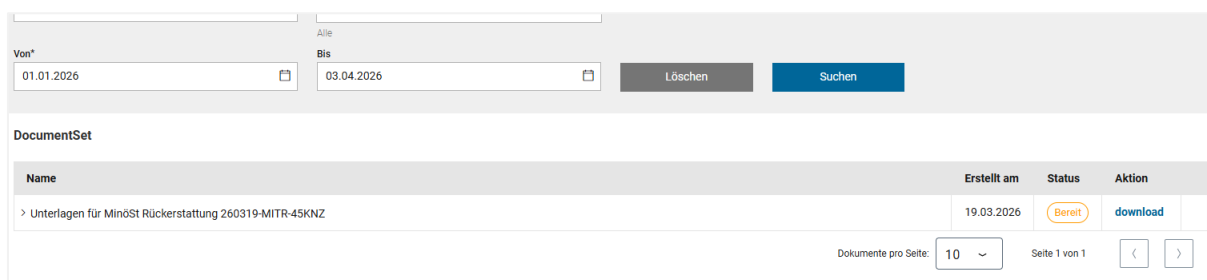 Alle
Von* Bis
01.01.2026 03.04.2026 Löschen Suchen
DocumentSet
Name Erstellt am Status Aktion
Unterlagen für MinöSt Rückerstattung 260319-MITR-45KNZ 19.03.2026 Bereit download
Dokumente pro Seite: 10 Seite 1 von 1